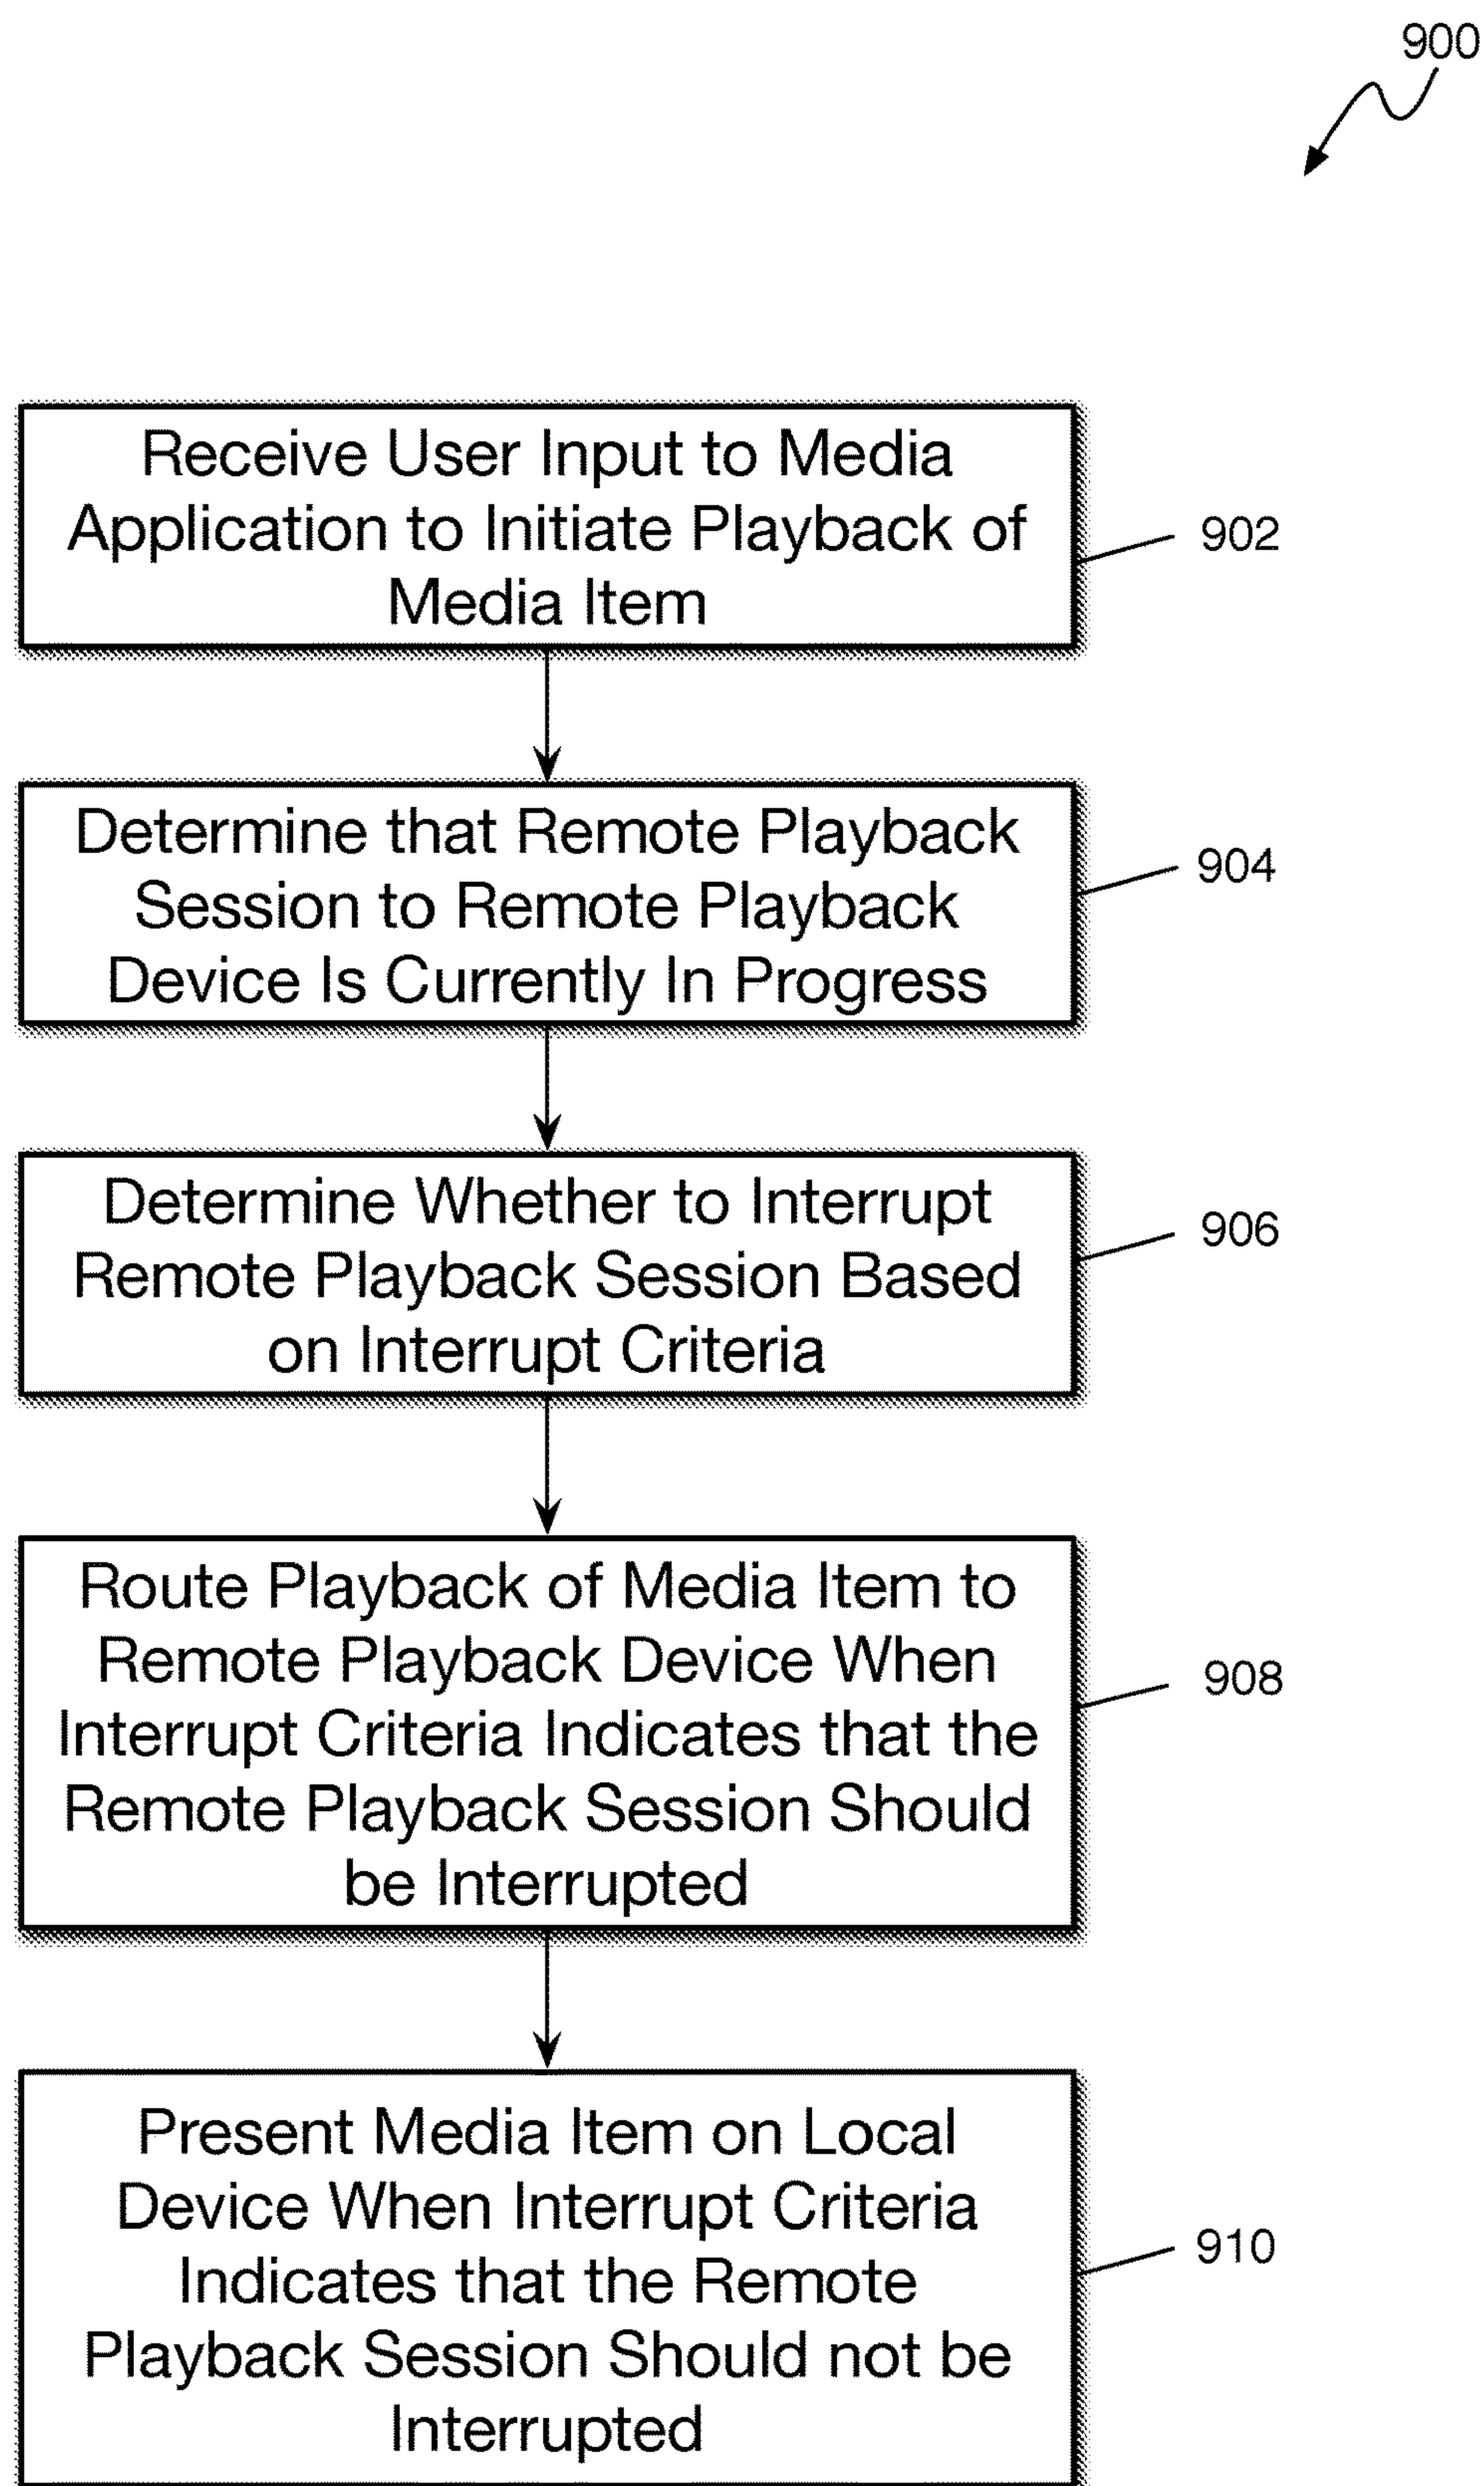 900
Receive User Input to Media
Application to Initiate Playback of
Media Item
902
Determine that Remote Playback
Session to Remote Playback
Device Is Currently In Progress
904
Determine Whether to Interrupt
Remote Playback Session Based
on Interrupt Criteria
906
Route Playback of Media Item to
Remote Playback Device When
Interrupt Criteria Indicates that the
Remote Playback Session Should
be Interrupted
908
Present Media Item on Local
Device When Interrupt Criteria
Indicates that the Remote
Playback Session Should not be
Interrupted
910